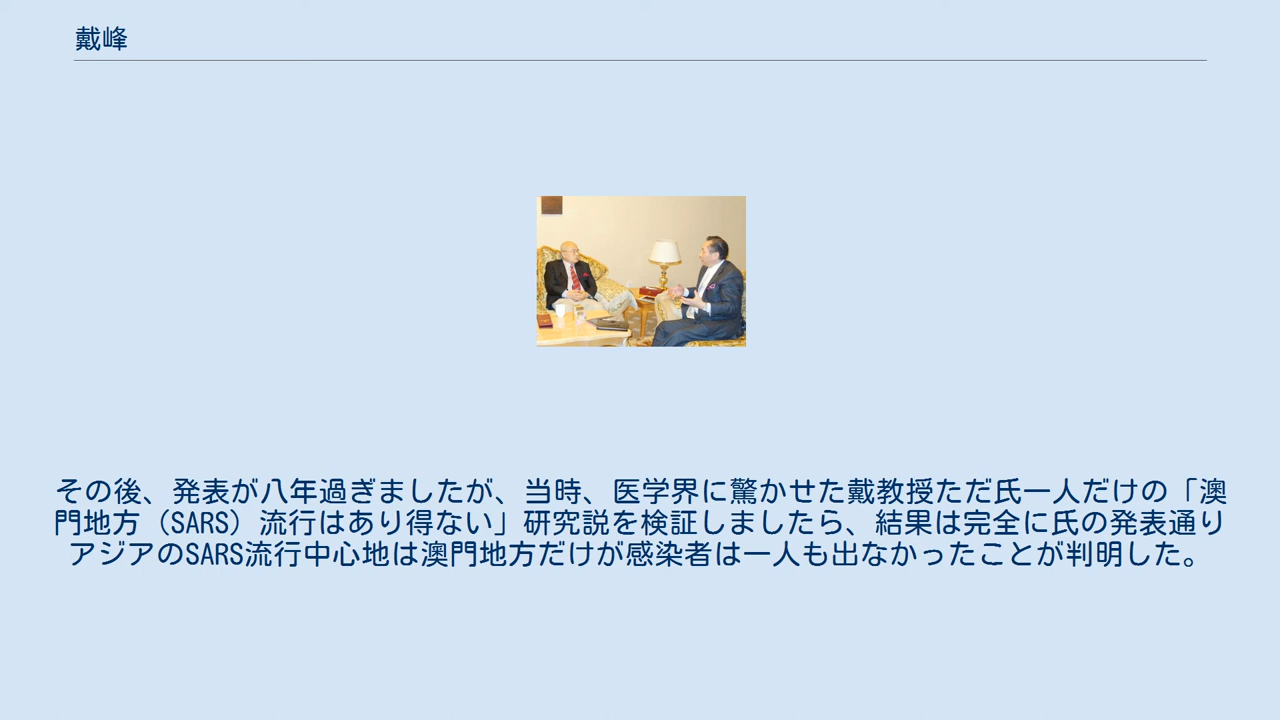 戴峰
その後、発表が八年過ぎましたが、当時、医学界に驚かせた戴教授ただ氏一人だけの「澳
門地方（SARS）流行はあり得ない」研究説を検証しましたら、結果は完全に氏の発表通り
アジアのSARS流行中心地は澳門地方だけが感染者は一人も出なかったことが判明した。